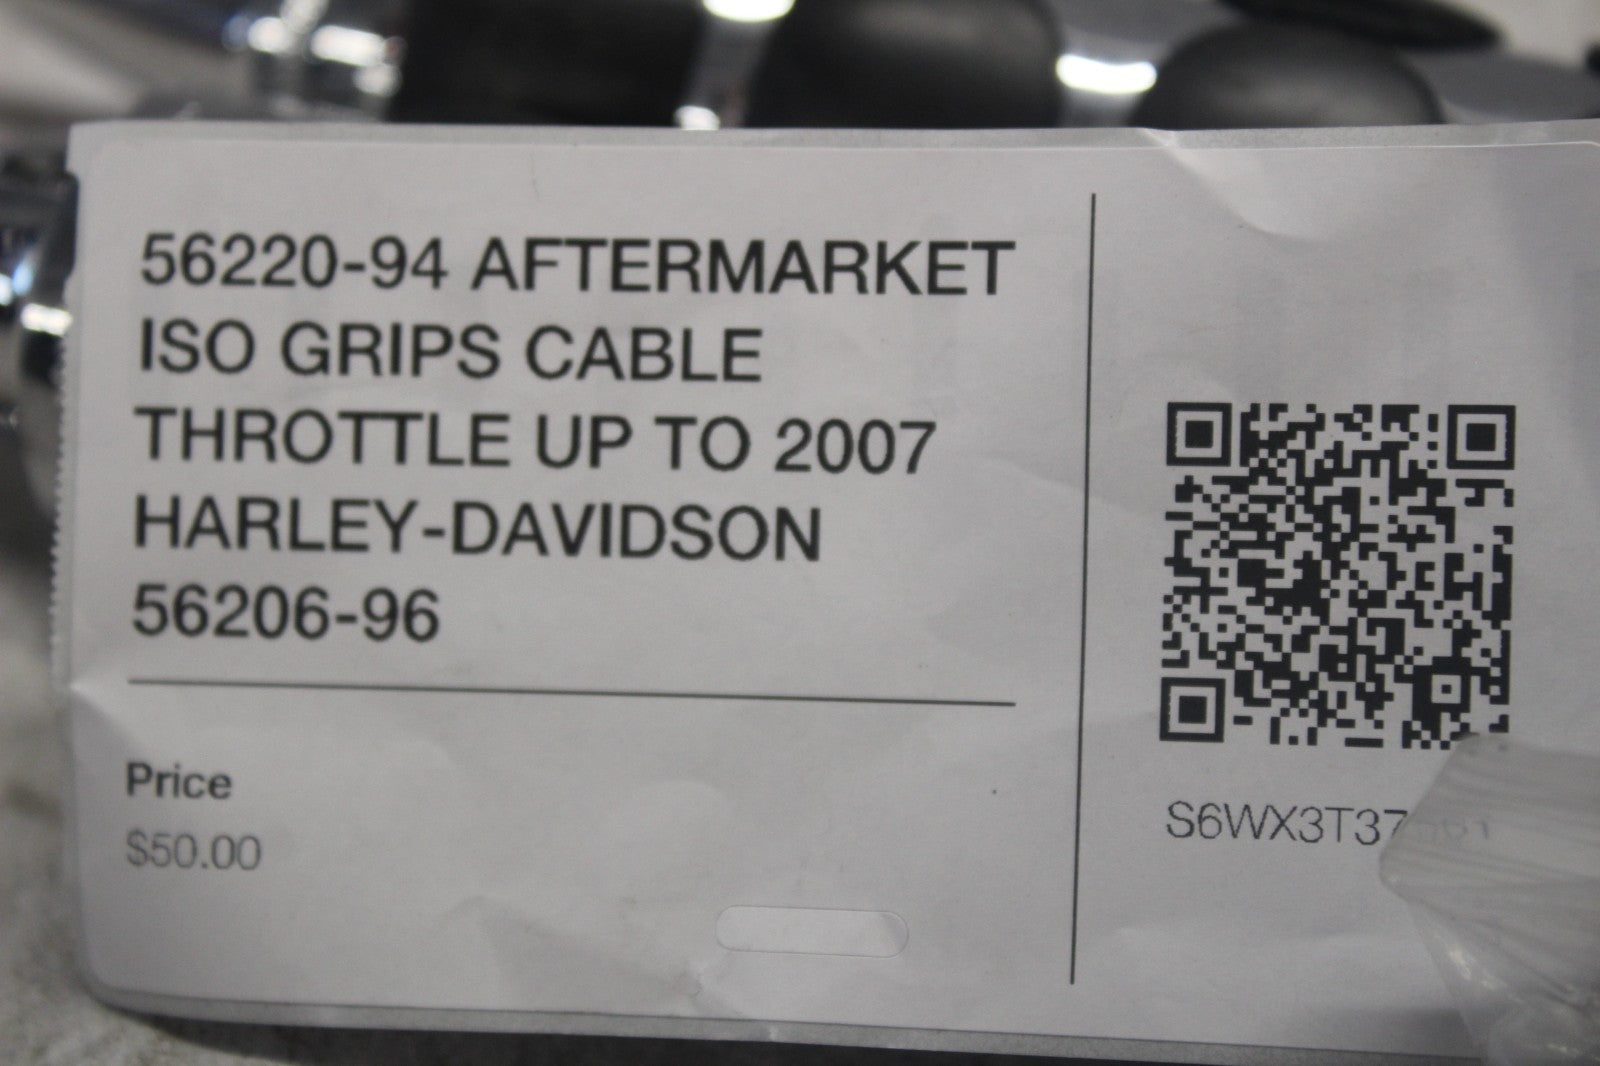 56220-94 AFTERMARKET
ISO GRIPS CABLE
THROTTLE UP TO 2007
HARLEY-DAVIDSON
56206-96
Price
$50.00